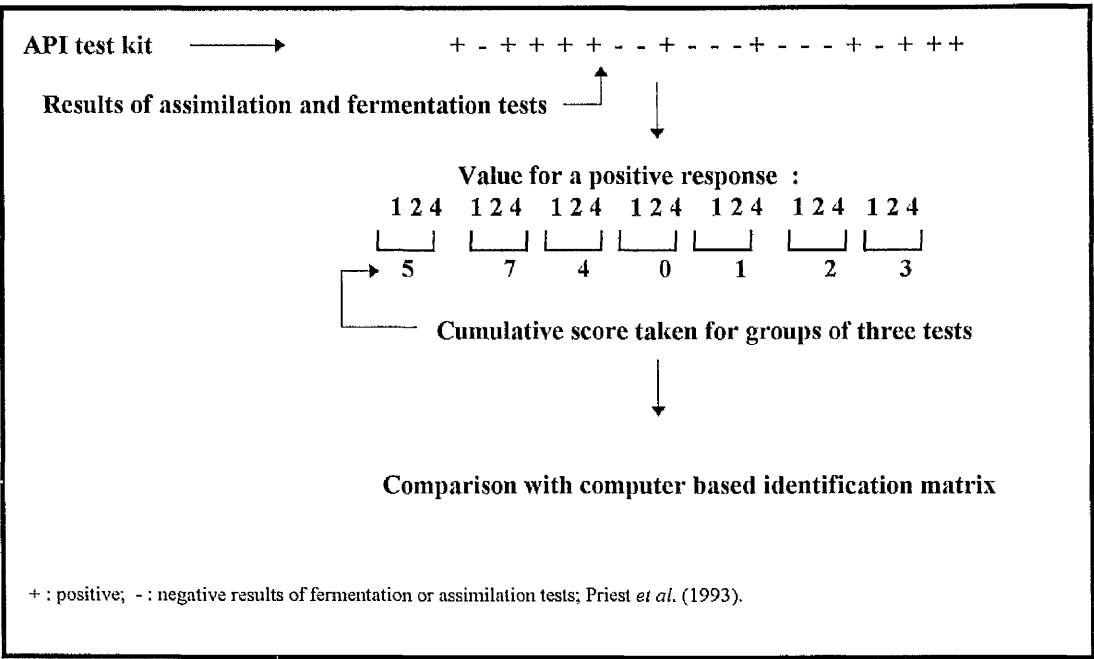 API test kit + - + + + + - - + - - - + - - - + - + + +
Results of assimilation and fermentation tests
Value for a positive response :
1 2 4 1 2 4 1 2 4 1 2 4 1 2 4 1 2 4 1 2 4
5 7 4 0 1 2 3
Cumulative score taken for groups of three tests
Comparison with computer based identification matrix
+ : positive; - : negative results of fermentation or assimilation tests; Priest et al. (1993).